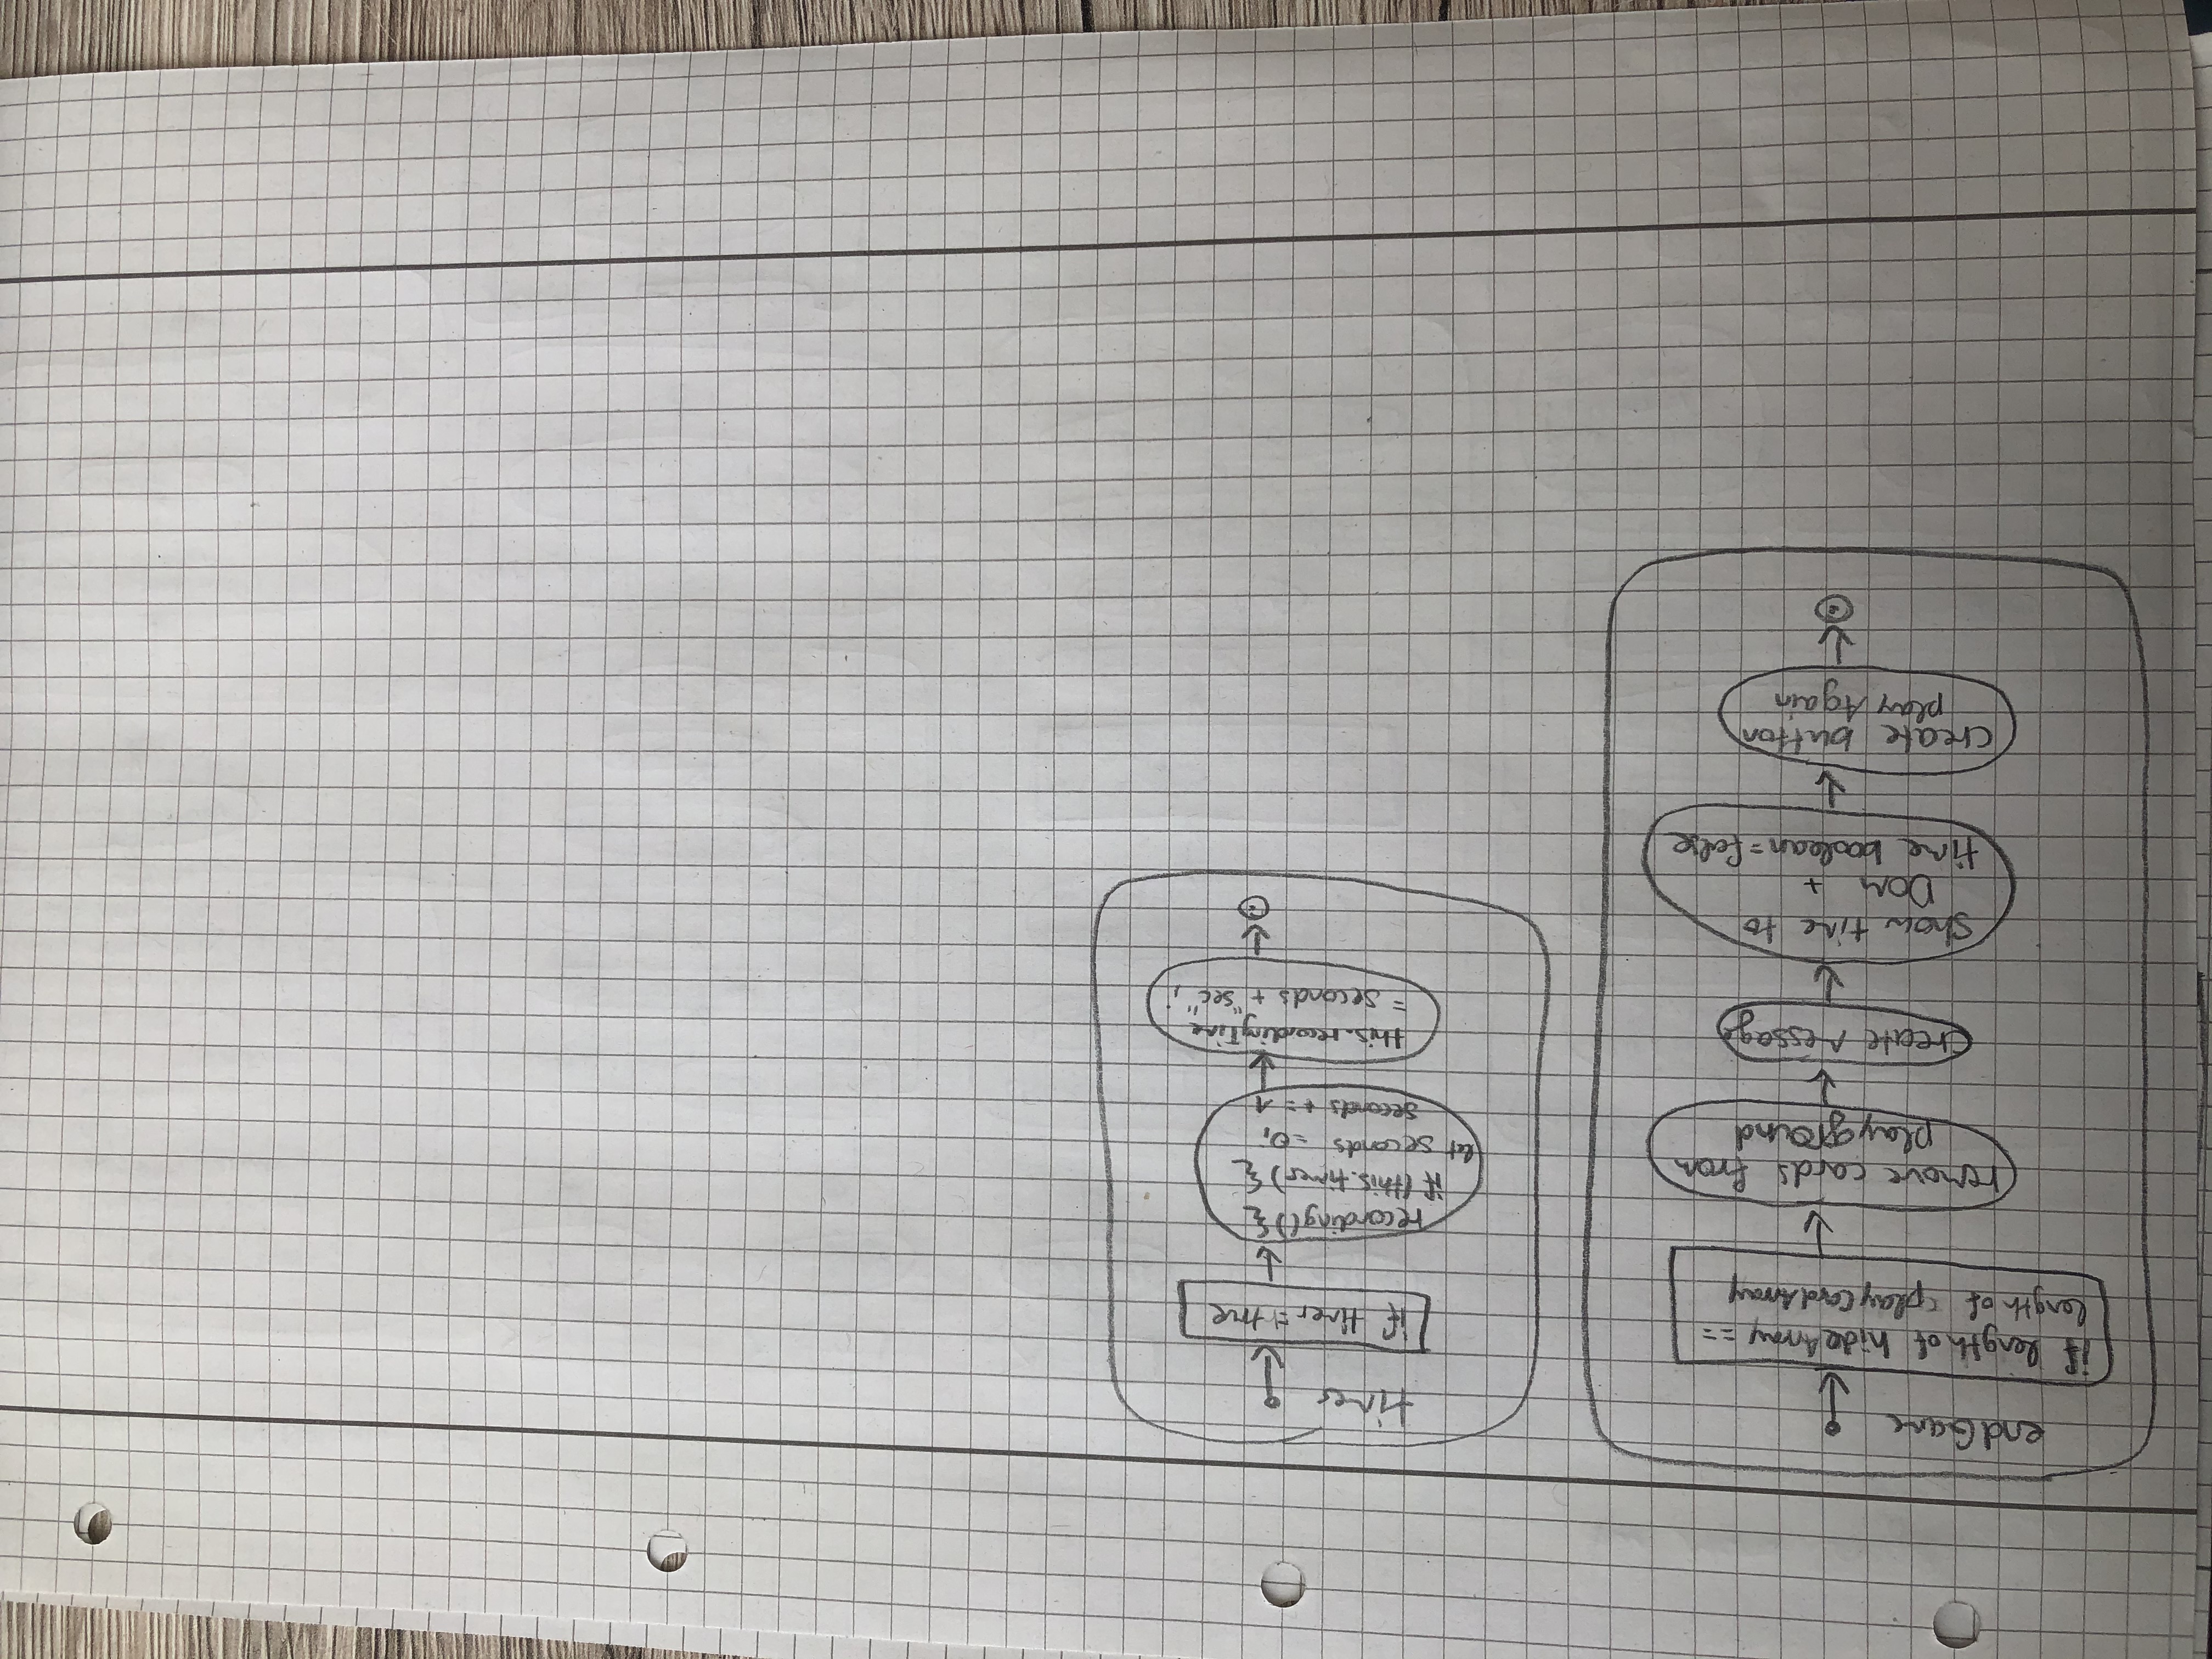 endGame
if length of hideArray ==
length of playCardArray
remove cards from
playground
create Message
Show time to
DOM +
time boolean = false
create button
play Again
timer
if timer = true
recording() {
if (this.timer) {
let seconds = 0;
seconds += 1
this.recordingTime
= seconds + "sec";